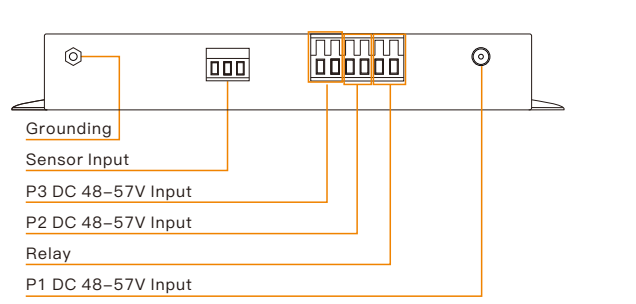 Grounding
Sensor Input
P3 DC 48–57V Input
P2 DC 48–57V Input
Relay
P1 DC 48–57V Input